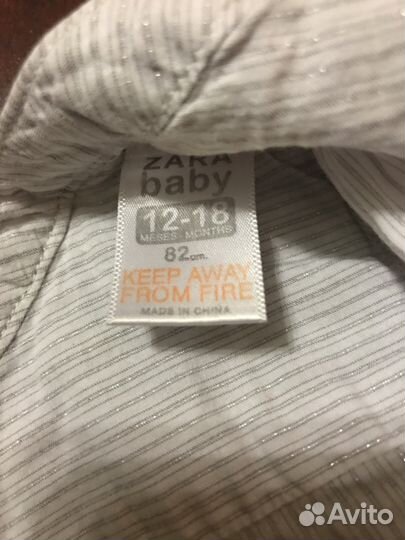 ZARA
baby
12-18
MESES-MONTHS
82cm.
KEEP AWAY
FROM FIRE
MADE IN CHINA
Avito